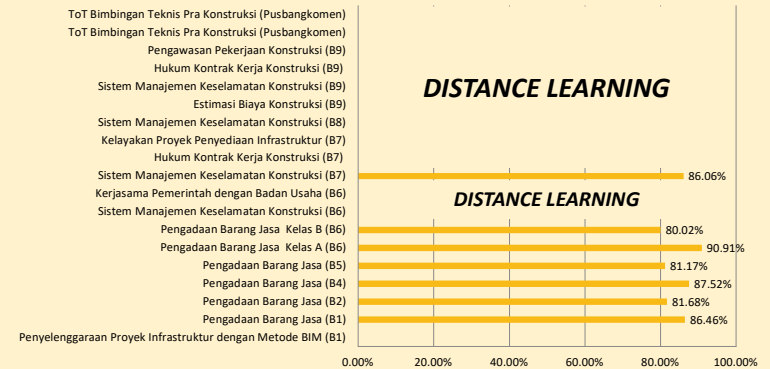 ToT Bimbingan Teknis Pra Konstruksi (Pusbangkomen)
ToT Bimbingan Teknis Pra Konstruksi (Pusbangkomen)
Pengawasan Pekerjaan Konstruksi (B9)
Hukum Kontrak Kerja Konstruksi (B9)
Sistem Manajemen Keselamatan Konstruksi (B9)
DISTANCE LEARNING
Estimasi Biaya Konstruksi (B9)
Sistem Manajemen Keselamatan Konstruksi (B8)
Kelayakan Proyek Penyediaan Infrastruktur (B7)
Hukum Kontrak Kerja Konstruksi (B7)
Sistem Manajemen Keselamatan Konstruksi (B7) 86.06%
Kerjasama Pemerintah dengan Badan Usaha (B6)
DISTANCE LEARNING
Sistem Manajemen Keselamatan Konstruksi (B6)
Pengadaan Barang Jasa Kelas B (B6) 80.02%
Pengadaan Barang Jasa Kelas A (B6) 90.91%
Pengadaan Barang Jasa (B5) 81.17%
Pengadaan Barang Jasa (B4) 87.52%
Pengadaan Barang Jasa (B2) 81.68%
Pengadaan Barang Jasa (B1) 86.46%
Penyelenggaraan Proyek Infrastruktur dengan Metode BIM (B1)
0.00% 20.00% 40.00% 60.00% 80.00% 100.00%